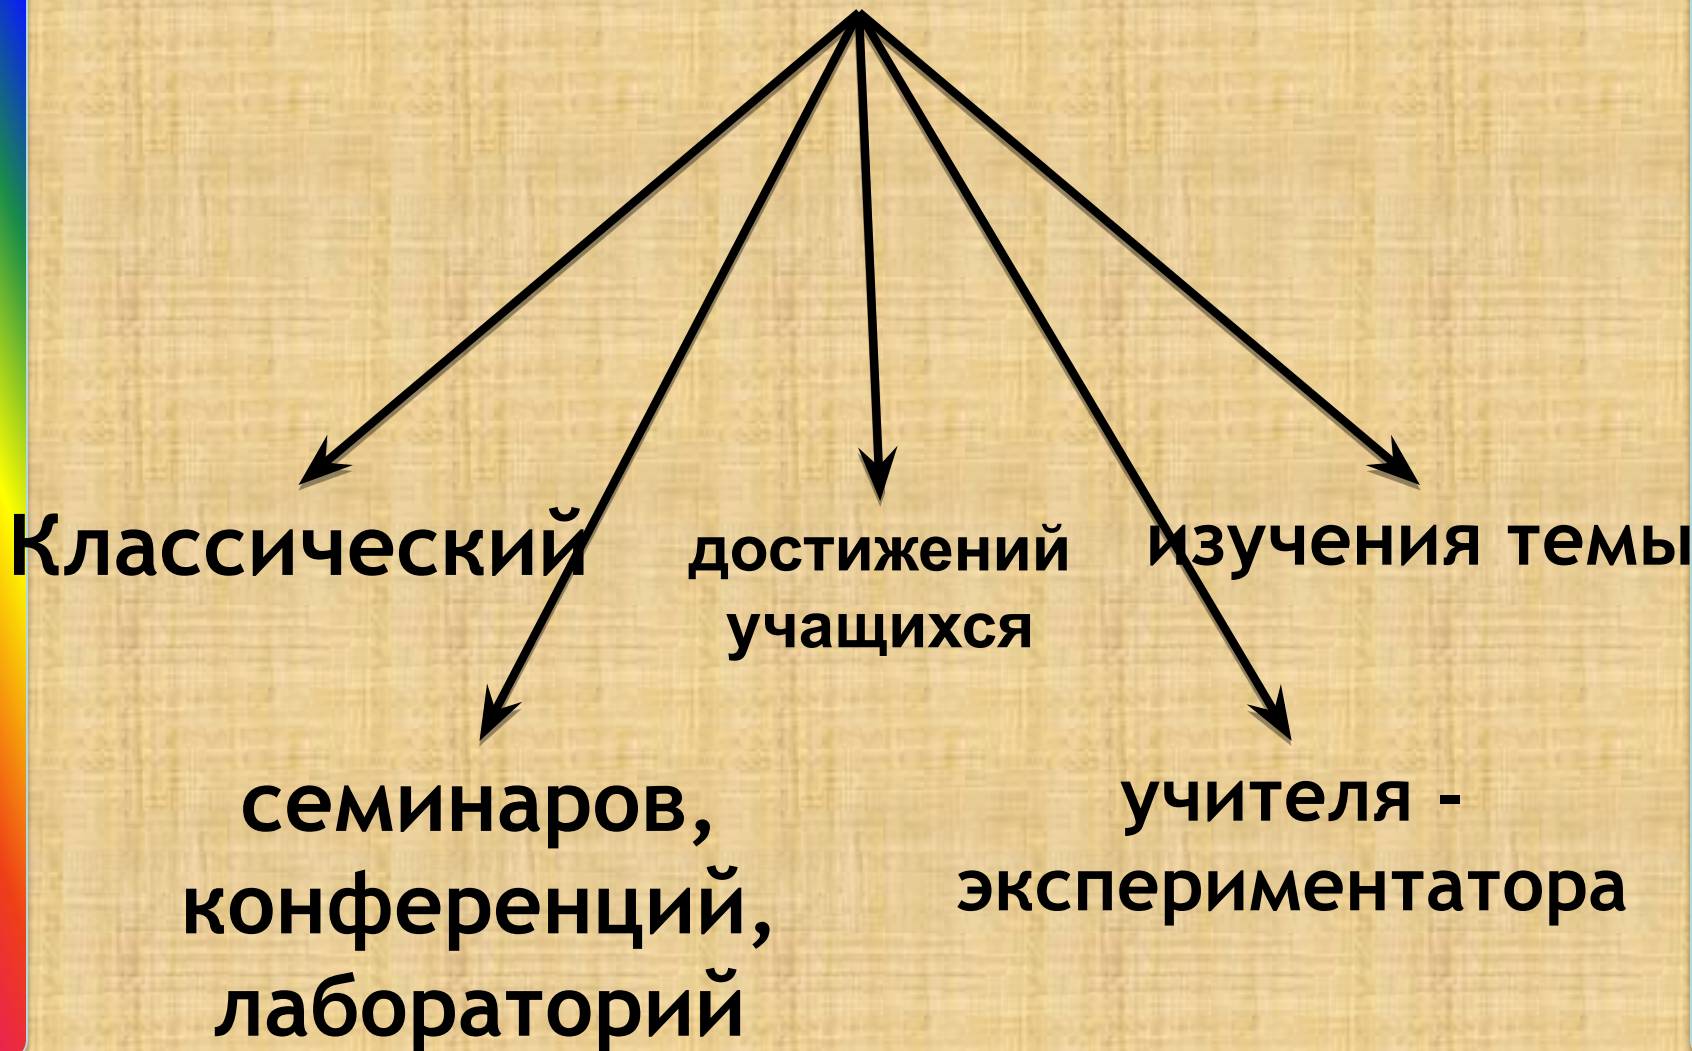 Классический
достижений
учащихся
изучения темы
семинаров,
конференций,
лабораторий
учителя -
экспериментатора